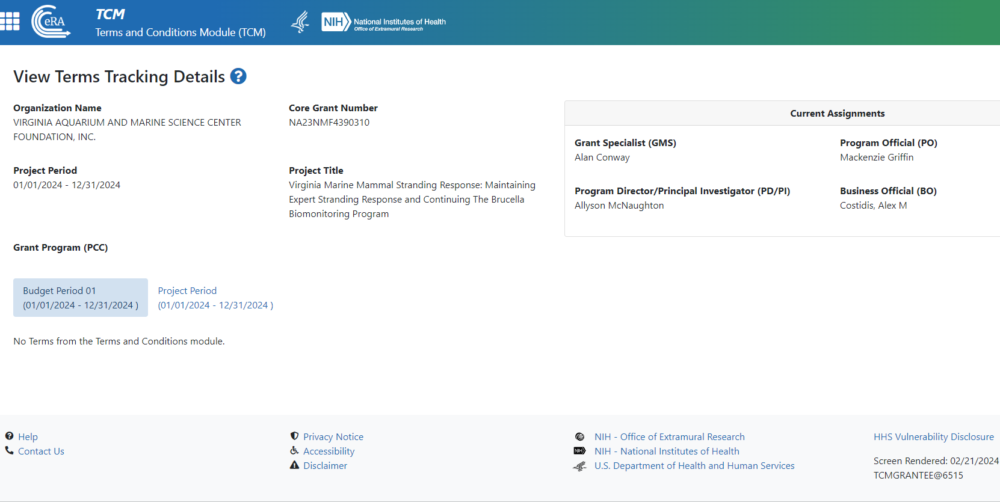 eRA
TCM
Terms and Conditions Module (TCM)
NIH
National Institutes of Health
Office of Extramural Research
View Terms Tracking Details ?
Organization Name
VIRGINIA AQUARIUM AND MARINE SCIENCE CENTER
FOUNDATION, INC.
Core Grant Number
NA23NMF4390310
Project Period
01/01/2024 - 12/31/2024
Project Title
Virginia Marine Mammal Stranding Response: Maintaining
Expert Stranding Response and Continuing The Brucella
Biomonitoring Program
Current Assignments
Grant Specialist (GMS)
Alan Conway
Program Official (PO)
Mackenzie Griffin
Program Director/Principal Investigator (PD/PI)
Allyson McNaughton
Business Official (BO)
Costidis, Alex M
Grant Program (PCC)
Budget Period 01
(01/01/2024 - 12/31/2024 )
Project Period
(01/01/2024 - 12/31/2024 )
No Terms from the Terms and Conditions module.
Help
Contact Us
Privacy Notice
Accessibility
Disclaimer
NIH - Office of Extramural Research
NIH
NIH - National Institutes of Health
U.S. Department of Health and Human Services
HHS Vulnerability Disclosure
Screen Rendered: 02/21/2024
TCMGRANTEE@6515